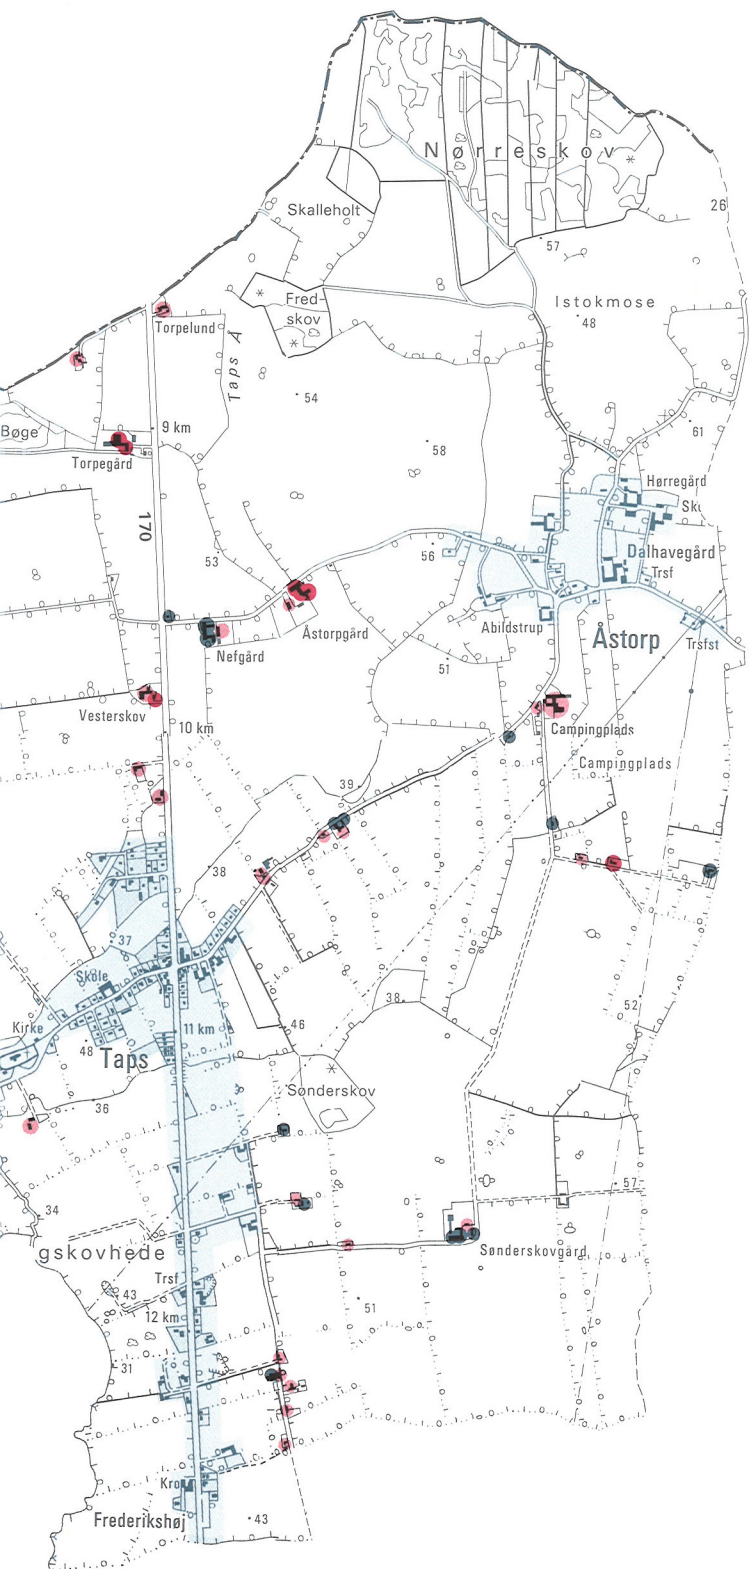 Nørreskov
Skalleholt
26
57
Fred-
skov
Istokmose
48
Torpelund
Taps Å
54
Bøge
9 km
61
58
Torpegård
Hørregård
Sk
170
53
56
Dalhavegård
Trsf
Åstorpgård
Abildstrup
Åstorp
Nefgård
Trsfst
51
Vesterskov
10 km
Campingplads
Campingplads
39
38
37
Skole
38
52
Kirke
11 km
46
48
Taps
Sønderskov
36
57
34
gskovhede
Sønderskovgård
Trsf
43
12 km
51
31
Kro
Frederikshøj
43